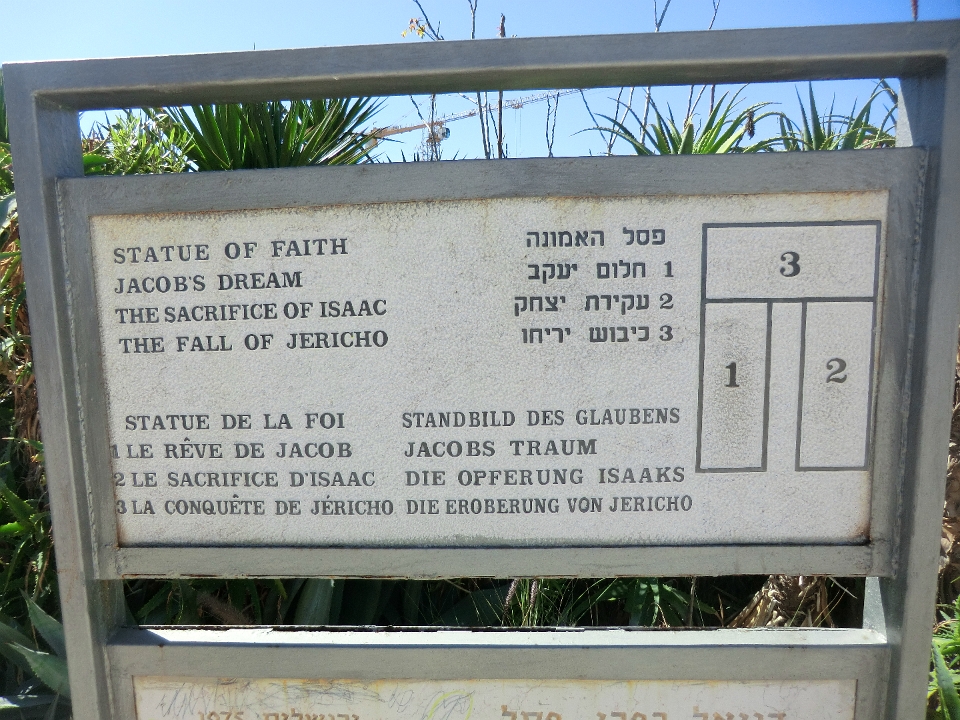 STATUE OF FAITH
JACOB'S DREAM
THE SACRIFICE OF ISAAC
THE FALL OF JERICHO
פסל האמונה
1 חלום יעקב
2 עקידת יצחק
3 כיבוש יריחו
3
1
2
STATUE DE LA FOI
1 LE RÊVE DE JACOB
2 LE SACRIFICE D'ISAAC
3 LA CONQUÊTE DE JÉRICHO
STANDBILD DES GLAUBENS
JACOBS TRAUM
DIE OPFERUNG ISAAKS
DIE EROBERUNG VON JERICHO